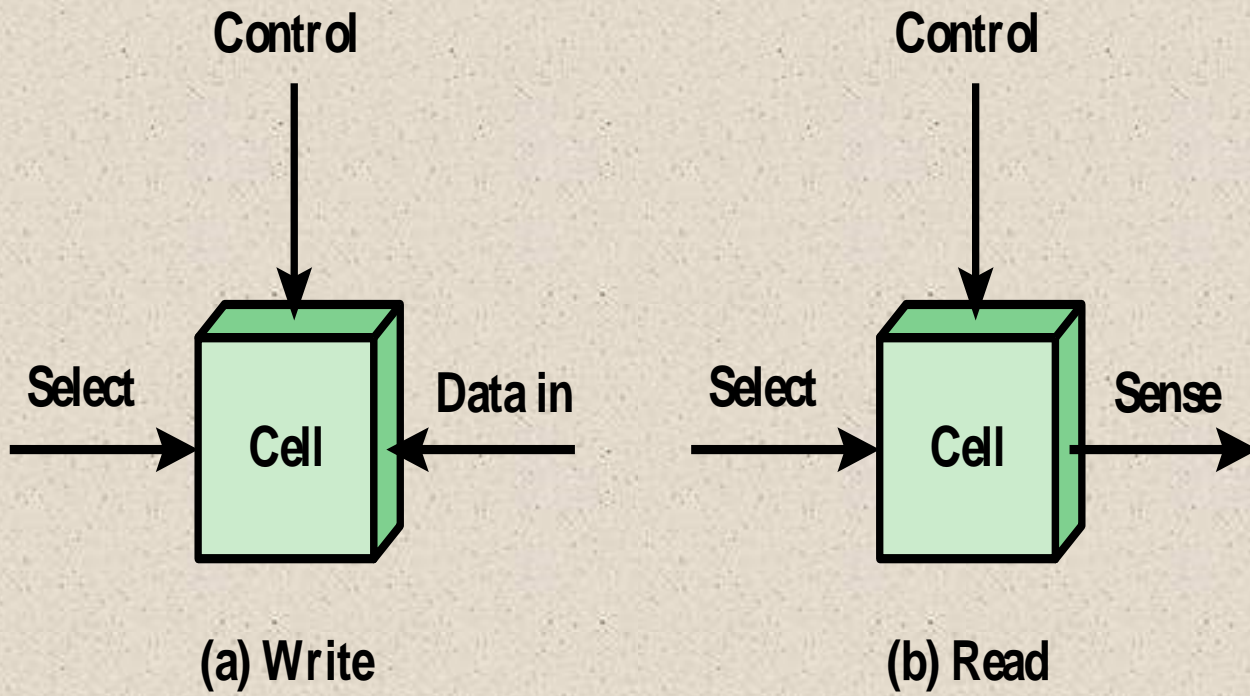 Control
Select
Cell
Data in
(a) Write
Control
Select
Cell
Sense
(b) Read